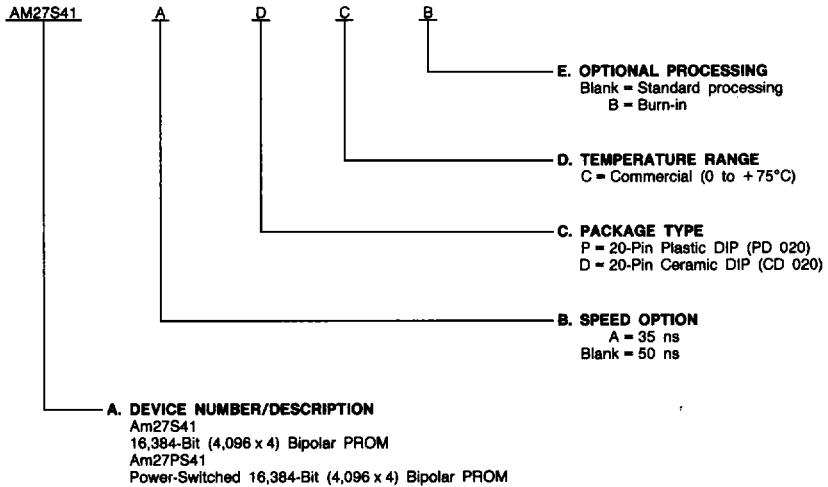 AM27S41 A D C B
E. OPTIONAL PROCESSING
Blank = Standard processing
B = Burn-in
D. TEMPERATURE RANGE
C = Commercial (0 to +75°C)
C. PACKAGE TYPE
P = 20-Pin Plastic DIP (PD 020)
D = 20-Pin Ceramic DIP (CD 020)
B. SPEED OPTION
A = 35 ns
Blank = 50 ns
A. DEVICE NUMBER/DESCRIPTION
Am27S41
16,384-Bit (4,096 x 4) Bipolar PROM
Am27PS41
Power-Switched 16,384-Bit (4,096 x 4) Bipolar PROM